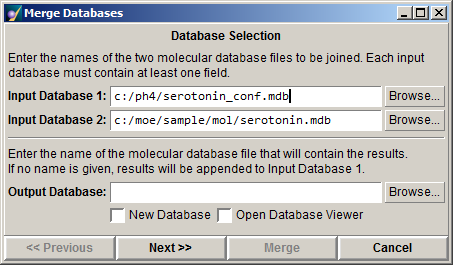 Merge Databases
Database Selection
Enter the names of the two molecular database files to be joined. Each input
database must contain at least one field.
Input Database 1: c:/ph4/serotonin_conf.mdb Browse...
Input Database 2: c:/moe/sample/mol/serotonin.mdb Browse...
Enter the name of the molecular database file that will contain the results.
If no name is given, results will be appended to Input Database 1.
Output Database: Browse...
New Database Open Database Viewer
<< Previous Next >> Merge Cancel